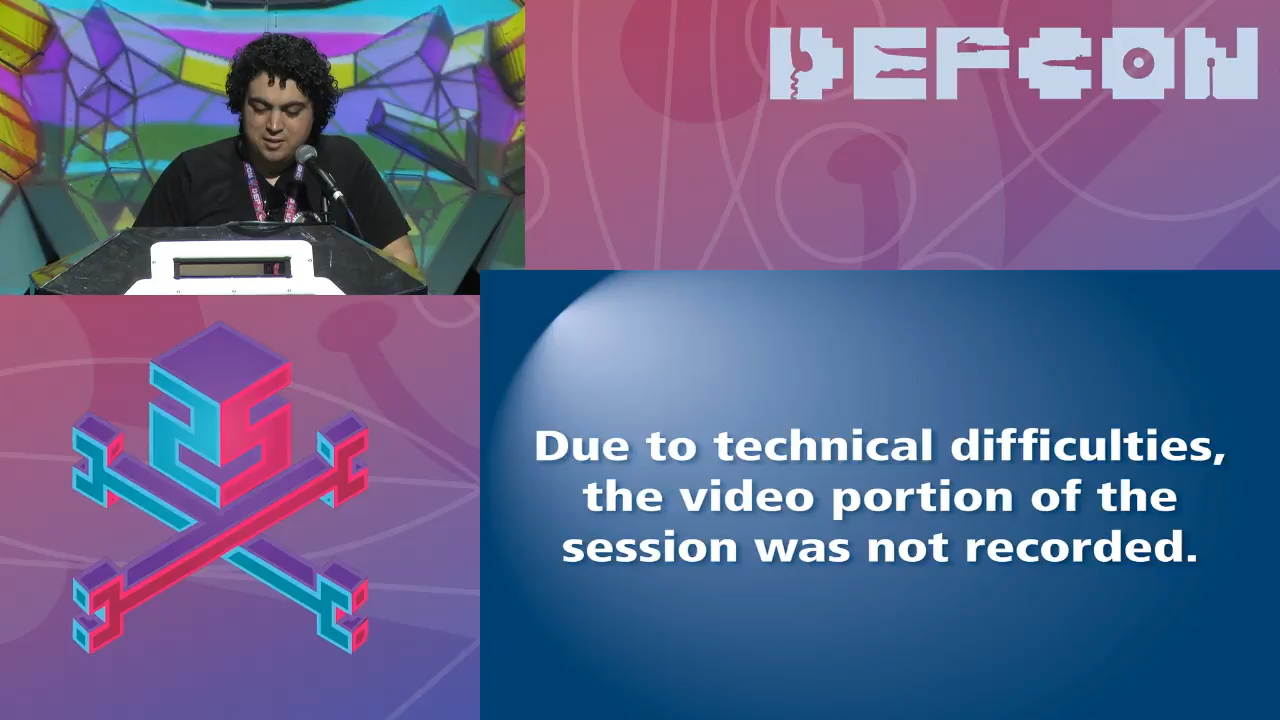 DEFCON
Due to technical difficulties,
the video portion of the
session was not recorded.